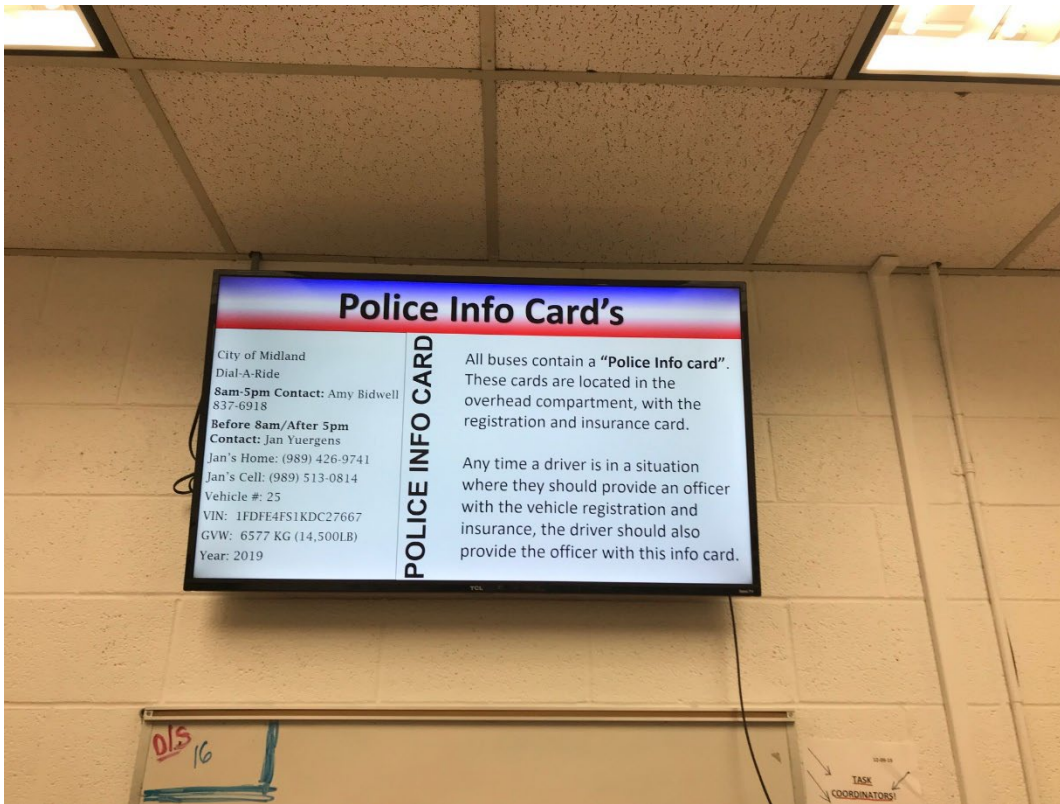 Police Info Card's
City of Midland
Dial-A-Ride
8am-5pm Contact: Amy Bidwell
837-6918
Before 8am/After 5pm
Contact: Jan Yuergens
Jan's Home: (989) 426-9741
Jan's Cell: (989) 513-0814
Vehicle #: 25
VIN: 1FDFE4FS1KDC27667
GVW: 6577 KG (14,500LB)
Year: 2019
POLICE INFO CARD
All buses contain a “Police Info card”.
These cards are located in the
overhead compartment, with the
registration and insurance card.
Any time a driver is in a situation
where they should provide an officer
with the vehicle registration and
insurance, the driver should also
provide the officer with this info card.
TCL
D/S
16
TASK
COORDINATORS!